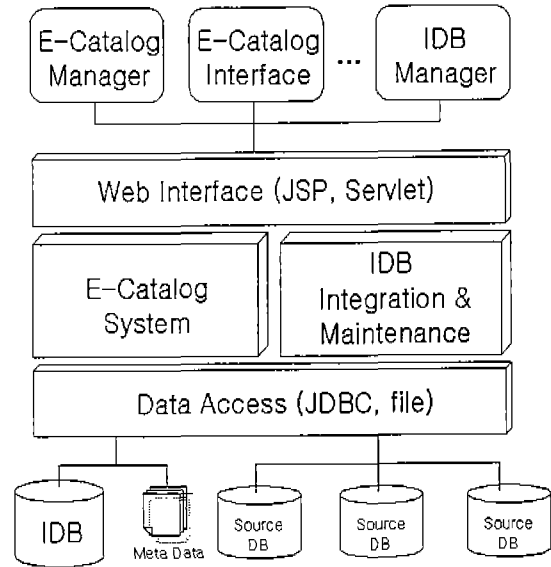 E-Catalog
Manager
E-Catalog
Interface
...
IDB
Manager
Web Interface (JSP, Servlet)
E-Catalog
System
IDB
Integration &
Maintenance
Data Access (JDBC, file)
IDB
Meta Data
Source
DB
Source
DB
Source
DB